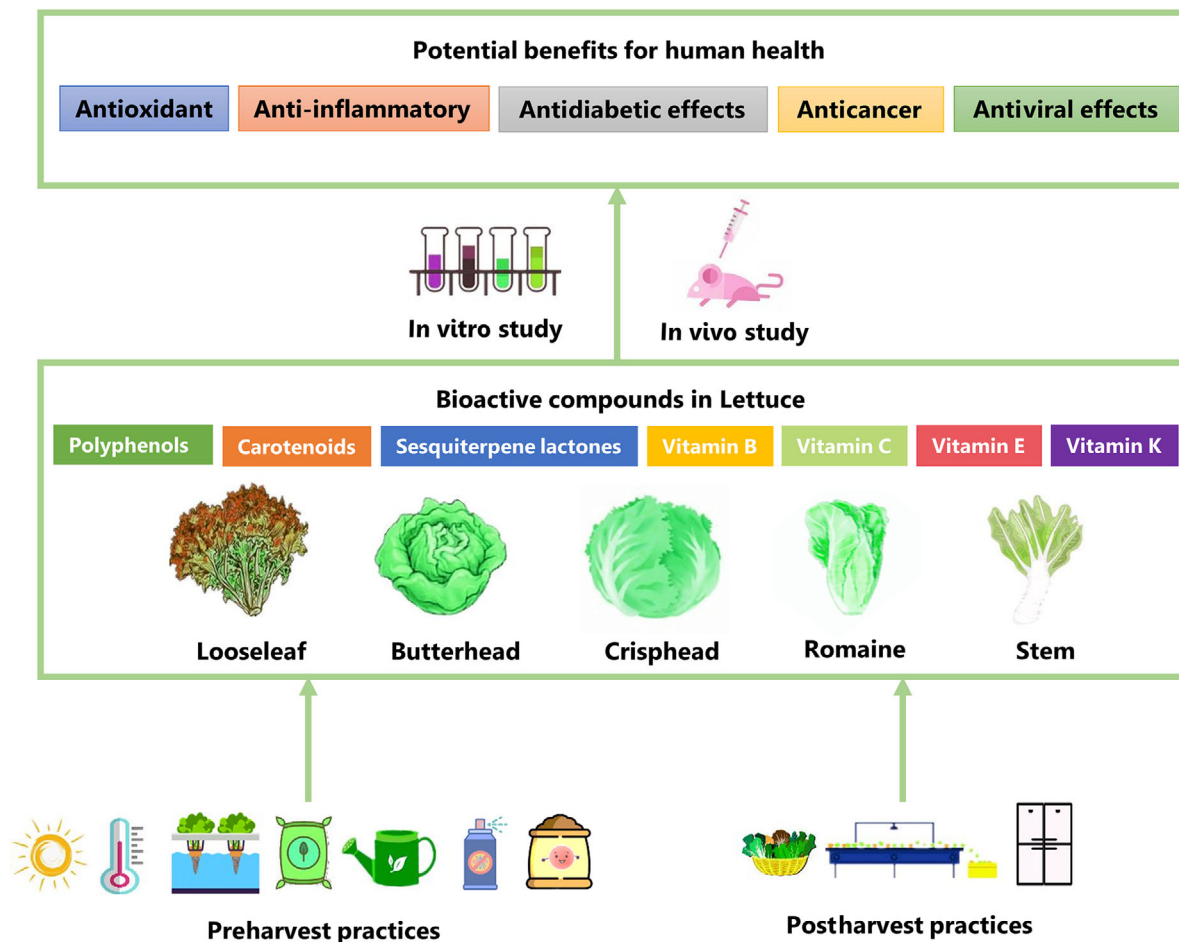 Potential benefits for human health
Antioxidant
Anti-inflammatory
Antidiabetic effects
Anticancer
Antiviral effects
In vitro study
In vivo study
Bioactive compounds in Lettuce
Polyphenols
Carotenoids
Sesquiterpene lactones
Vitamin B
Vitamin C
Vitamin E
Vitamin K
Looseleaf
Butterhead
Crisphead
Romaine
Stem
Preharvest practices
Postharvest practices